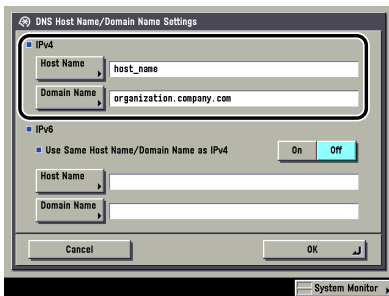 DNS Host Name/Domain Name Settings
IPv4
Host Name
host_name
Domain Name
organization.company.com
IPv6
Use Same Host Name/Domain Name as IPv4
On Off
Host Name
Domain Name
Cancel OK
System Monitor